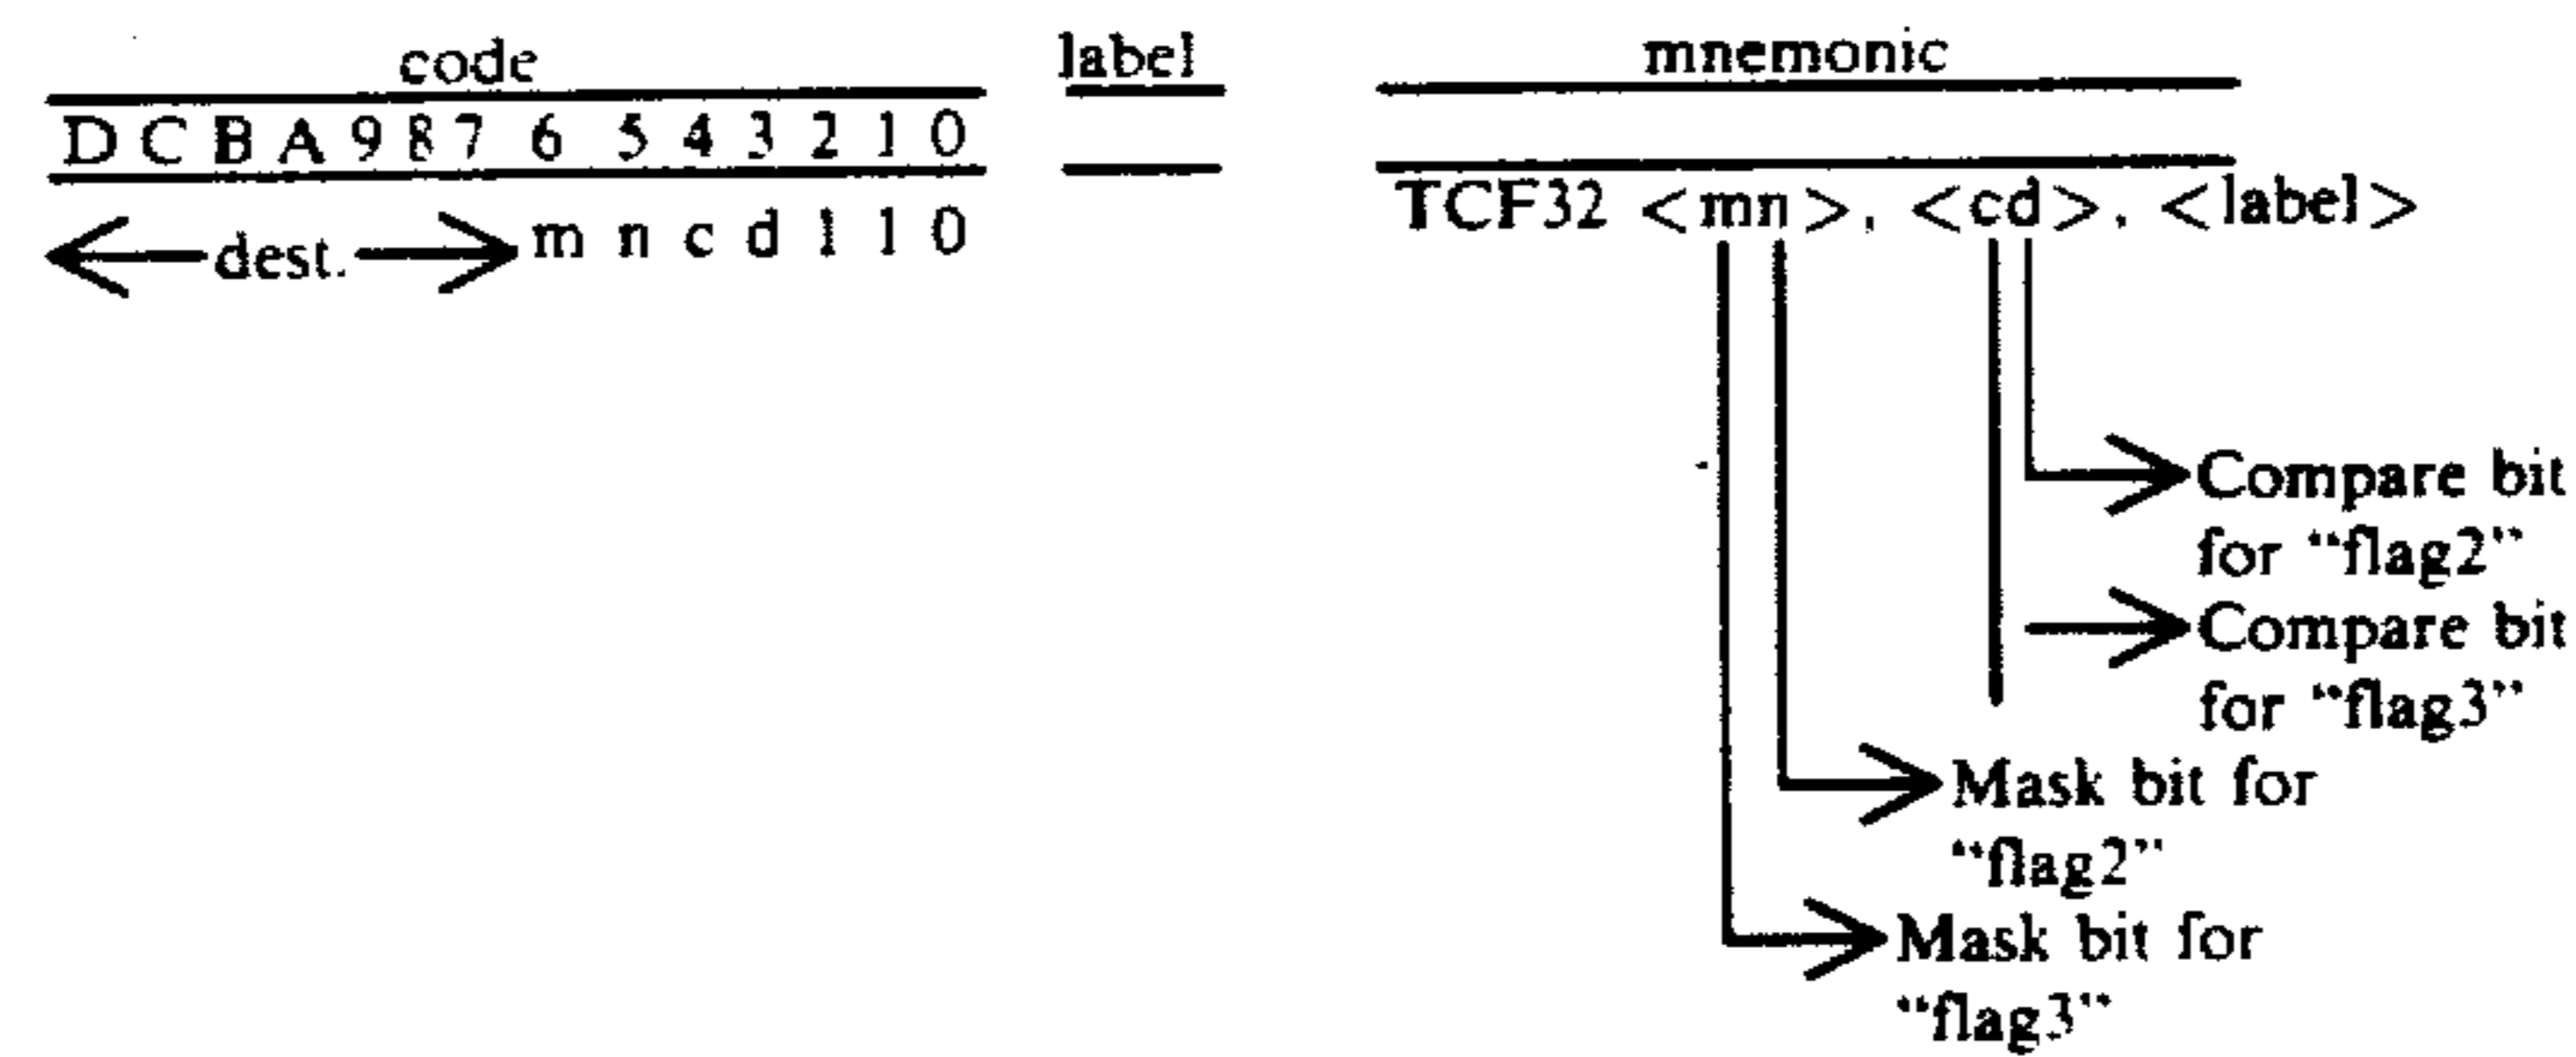 code label mnemonic
D C B A 9 8 7 6 5 4 3 2 1 0
TCF32 <mn>, <cd>, <label>
dest. m n c d 1 1 0
Compare bit
for “flag2”
Compare bit
for “flag3”
Mask bit for
“flag2”
Mask bit for
“flag3”